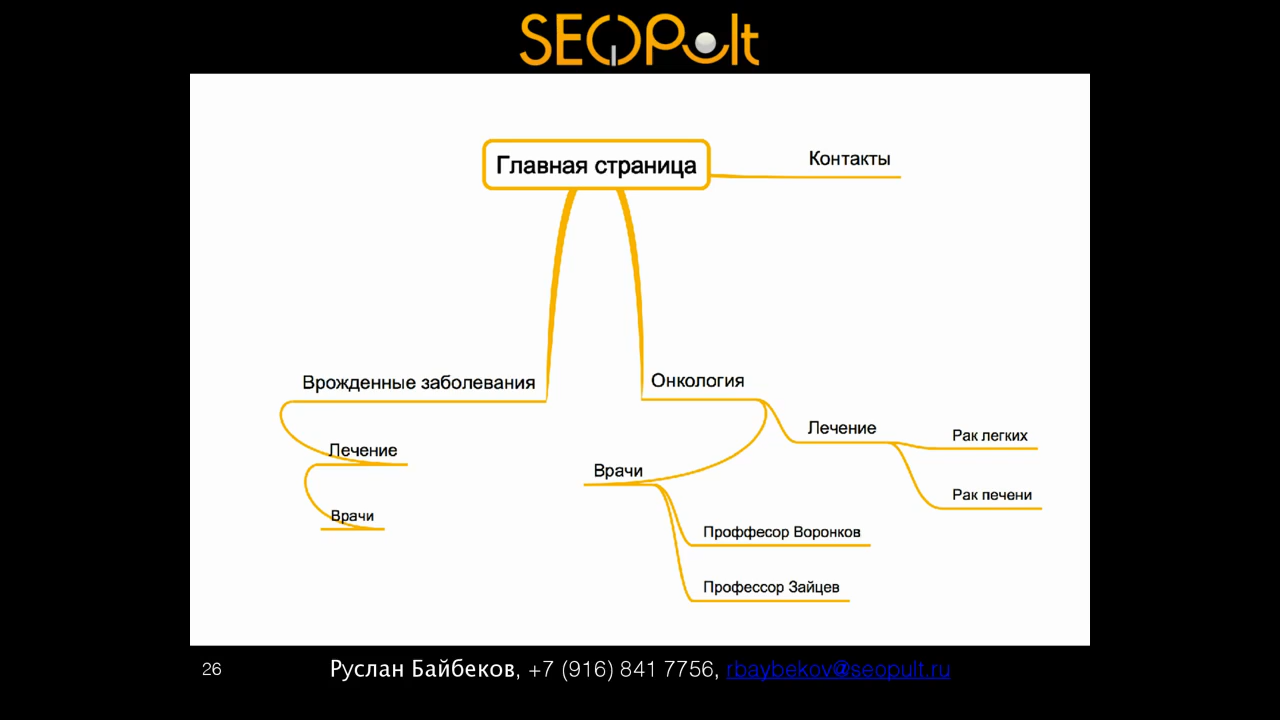 SEOPult
Главная страница
Контакты
Врожденные заболевания
Лечение
Врачи
Онкология
Лечение
Рак легких
Рак печени
Врачи
Проффесор Воронков
Профессор Зайцев
26
Руслан Байбеков, +7 (916) 841 7756, rbaybekov@seopult.ru